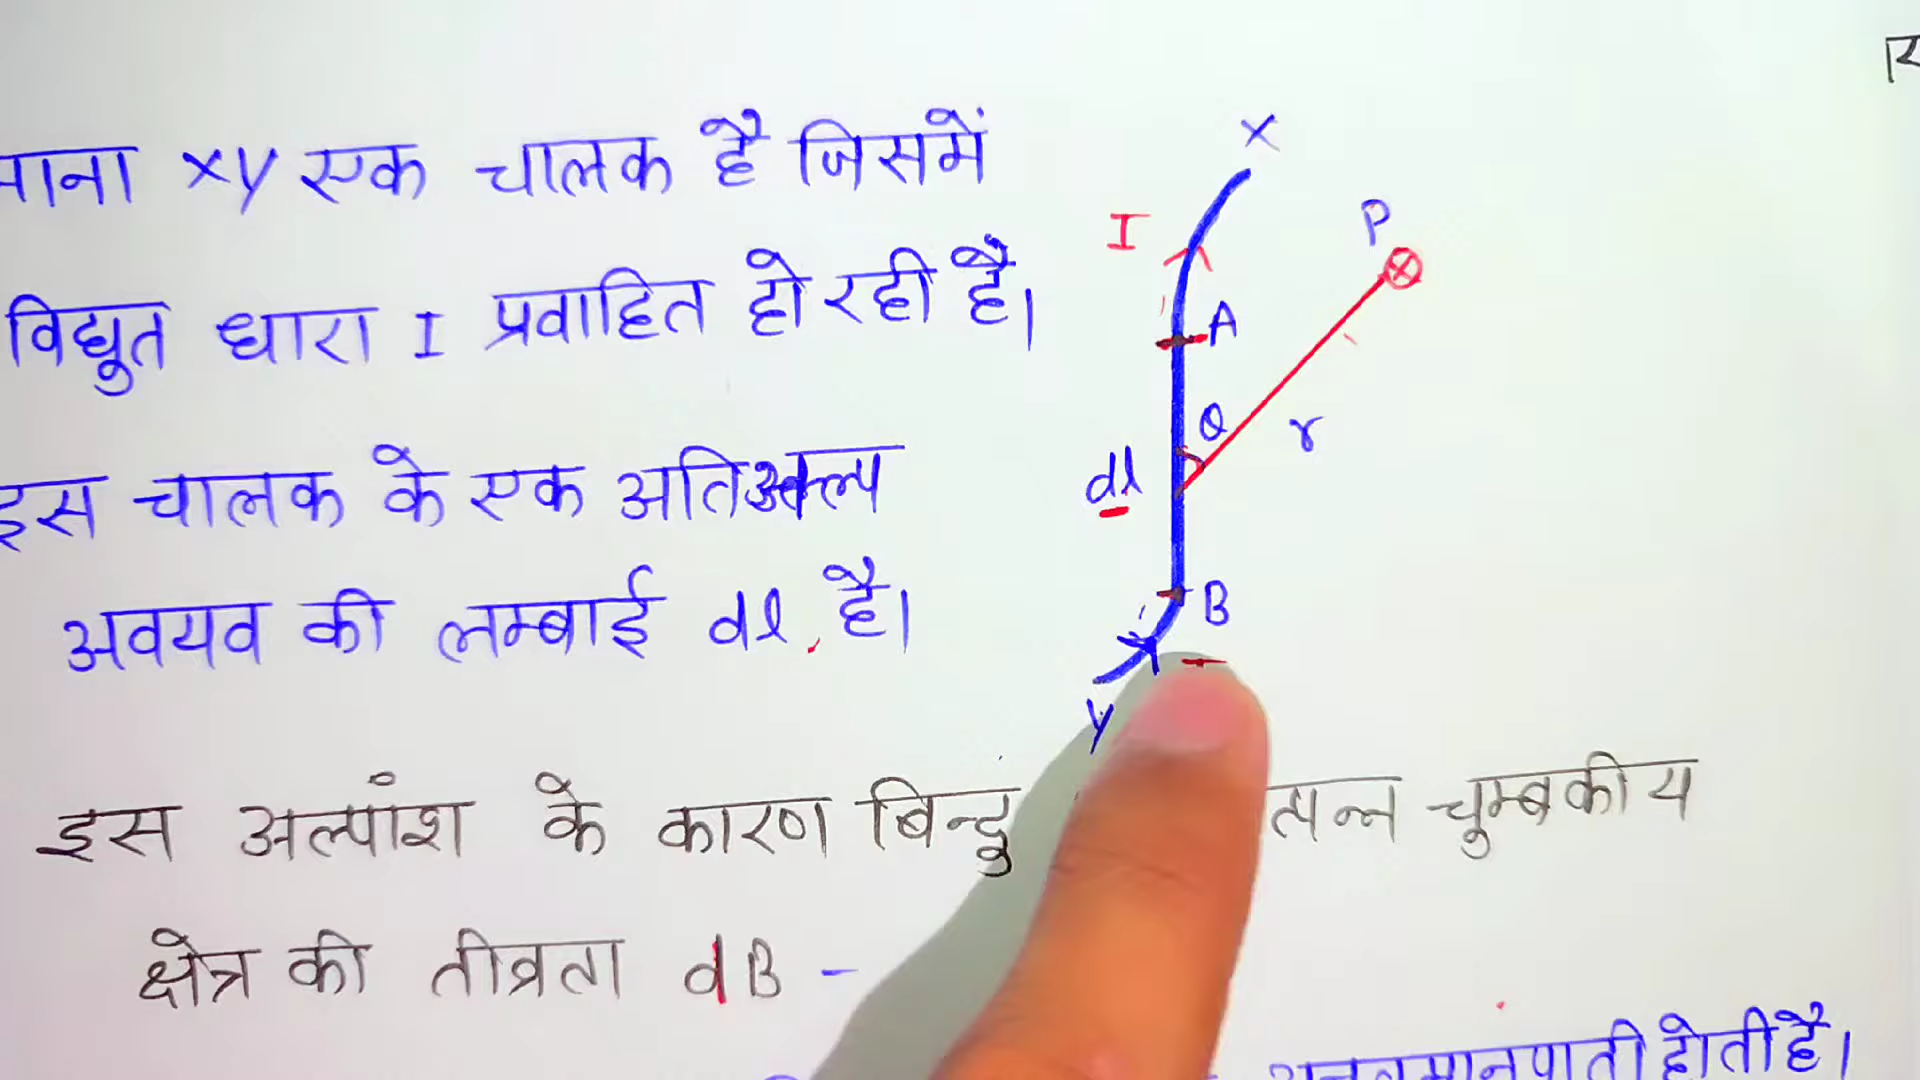 माना xy एक चालक है जिसमें
विद्युत धारा I प्रवाहित हो रही है।
इस चालक के एक अतिअल्प
अवयव की लम्बाई dl है।
X
I
P
A
θ
r
dl
B
y
इस अल्पांश के कारण बिन्दु चुम्बकीय
क्षेत्र की तीव्रता dB -
होती है।